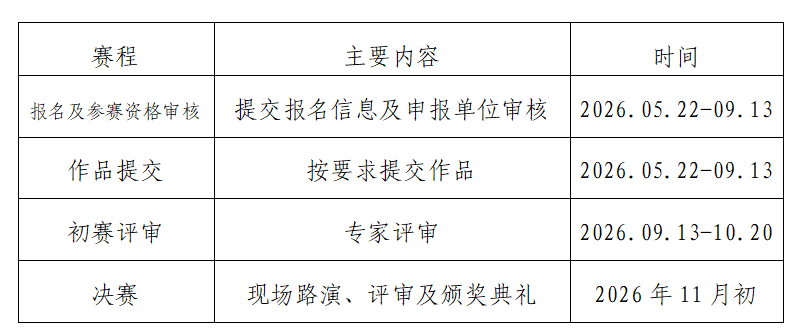 赛程 主要内容 时间
报名及参赛资格审核 提交报名信息及申报单位审核 2026.05.22-09.13
作品提交 按要求提交作品 2026.05.22-09.13
初赛评审 专家评审 2026.09.13-10.20
决赛 现场路演、评审及颁奖典礼 2026年11月初